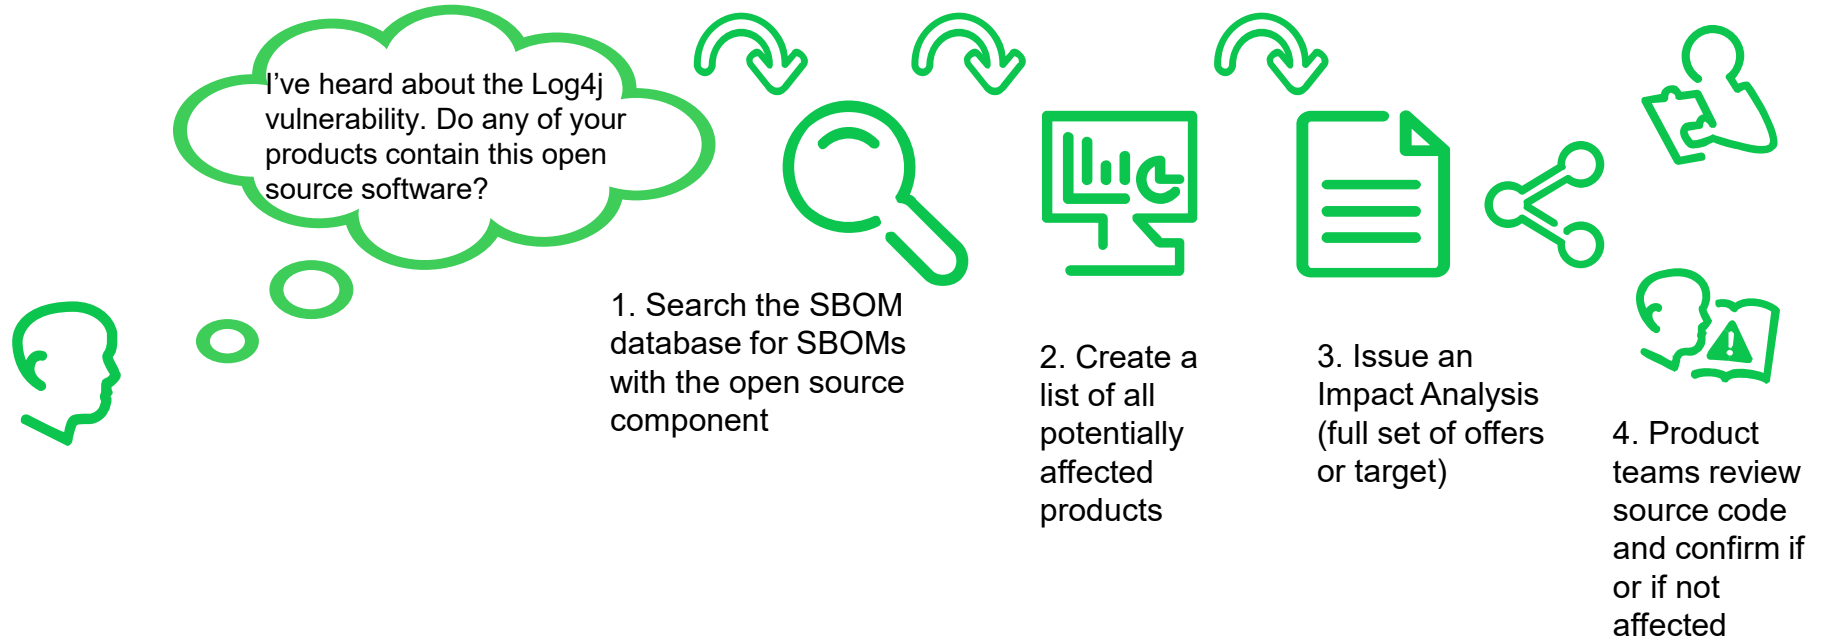 I've heard about the Log4j
vulnerability. Do any of your
products contain this open
source software?
1. Search the SBOM
database for SBOMs
with the open source
component
2. Create a
list of all
potentially
affected
products
3. Issue an
Impact Analysis
(full set of offers
or target)
4. Product
teams review
source code
and confirm if
or if not
affected